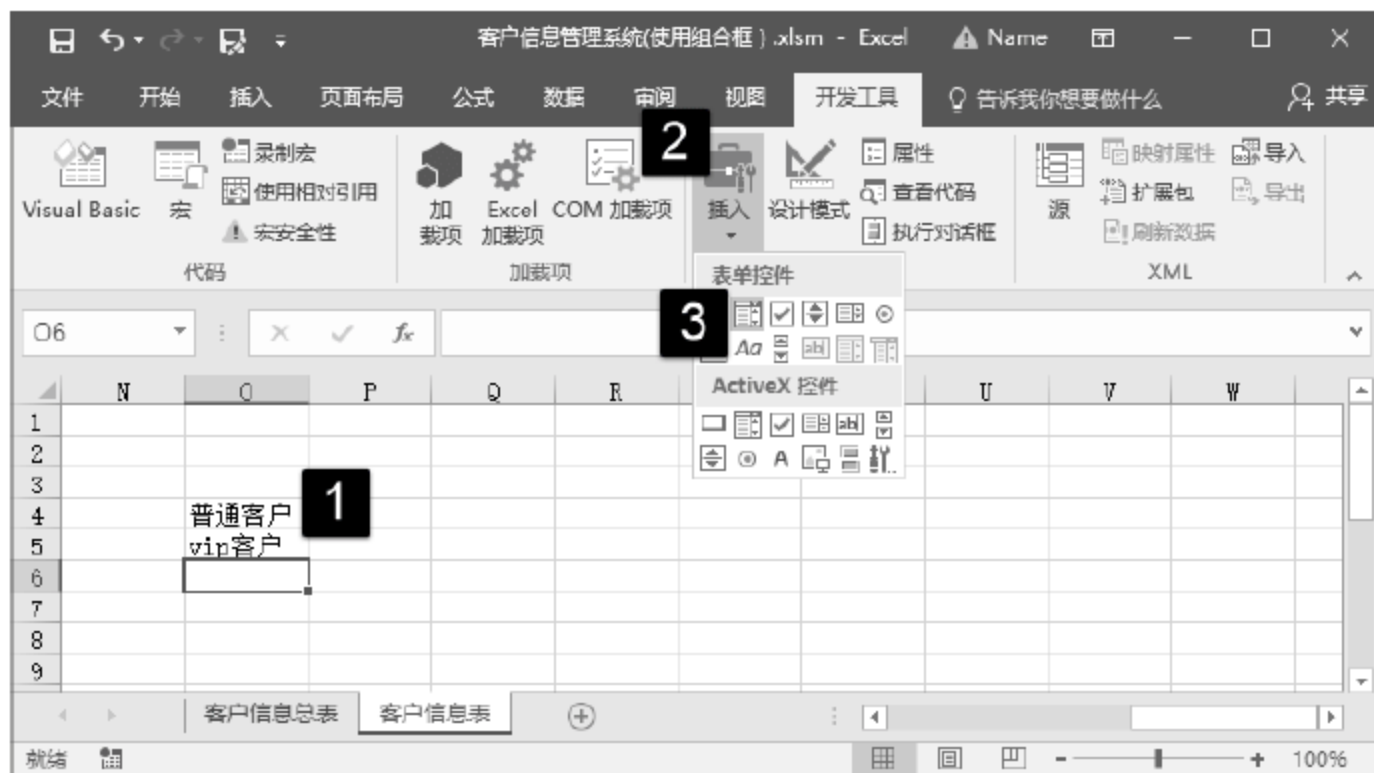 客户信息管理系统(使用组合框 ) .xlsm - Excel Name
文件 开始 插入 页面布局 公式 数据 审阅 视图 开发工具 告诉我你想要做什么 共享
2
录制宏 属性 映射属性 导入
使用相对引用 查看代码 扩展包 导出
Visual Basic 宏 加载项 Excel 加载项 COM 加载项 插入 设计模式 源
宏安全性 执行对话框 刷新数据
代码 加载项 XML
表单控件
O6 fx 3
Aa ab
ActiveX 控件
N O P Q R U V W
1
ab
2
A
3
4 普通客户 1
5 vip客户
6
7
8
9
客户信息总表 客户信息表
就绪 100%